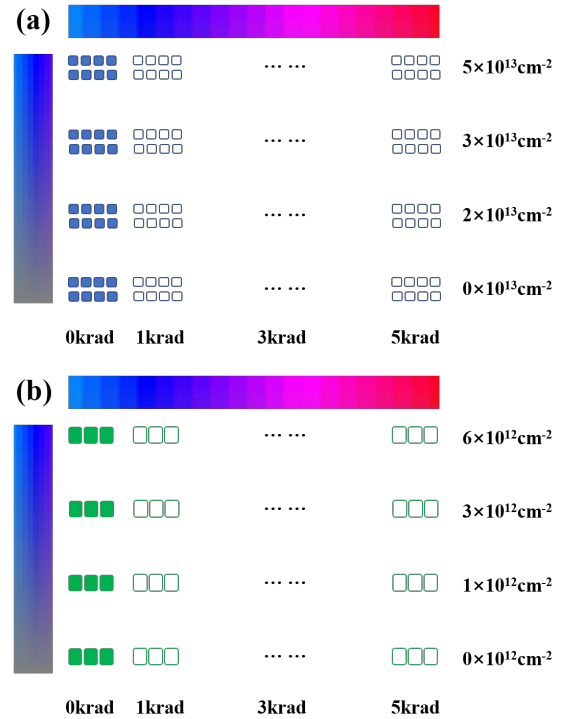 (a)
… … 5×10¹³cm⁻²
… … 3×10¹³cm⁻²
… … 2×10¹³cm⁻²
… … 0×10¹³cm⁻²
0krad 1krad 3krad 5krad
(b)
… … 6×10¹²cm⁻²
… … 3×10¹²cm⁻²
… … 1×10¹²cm⁻²
… … 0×10¹²cm⁻²
0krad 1krad 3krad 5krad